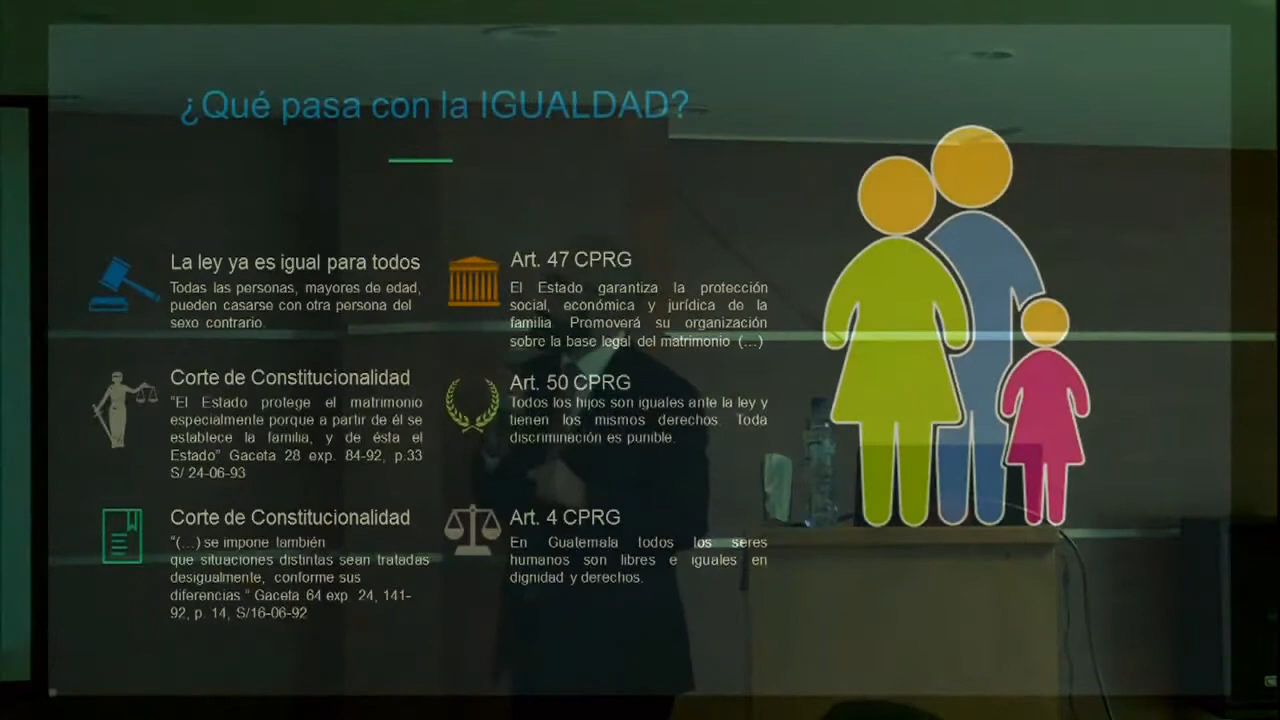 ¿Qué pasa con la IGUALDAD?
La ley ya es igual para todos
Todas las personas, mayores de edad,
pueden casarse con otra persona del
sexo contrario.
Corte de Constitucionalidad
"El Estado protege el matrimonio
especialmente porque a partir de él se
establece la familia, y de ésta el
Estado" Gaceta 28 exp. 84-92, p.33
S/ 24-06-93
Corte de Constitucionalidad
"(...) se impone también
que situaciones distintas sean tratadas
desigualmente, conforme sus
diferencias " Gaceta 64 exp. 24, 141-
92, p. 14, S/16-06-92
Art. 47 CPRG
El Estado garantiza la protección
social, económica y jurídica de la
familia. Promoverá su organización
sobre la base legal del matrimonio (...)
Art. 50 CPRG
Todos los hijos son iguales ante la ley y
tienen los mismos derechos. Toda
discriminación es punible.
Art. 4 CPRG
En Guatemala todos los seres
humanos son libres e iguales en
dignidad y derechos.